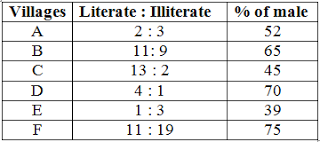 Villages Literate : Illiterate % of male
A 2 : 3 52
B 11: 9 65
C 13 : 2 45
D 4 : 1 70
E 1 : 3 39
F 11 : 19 75